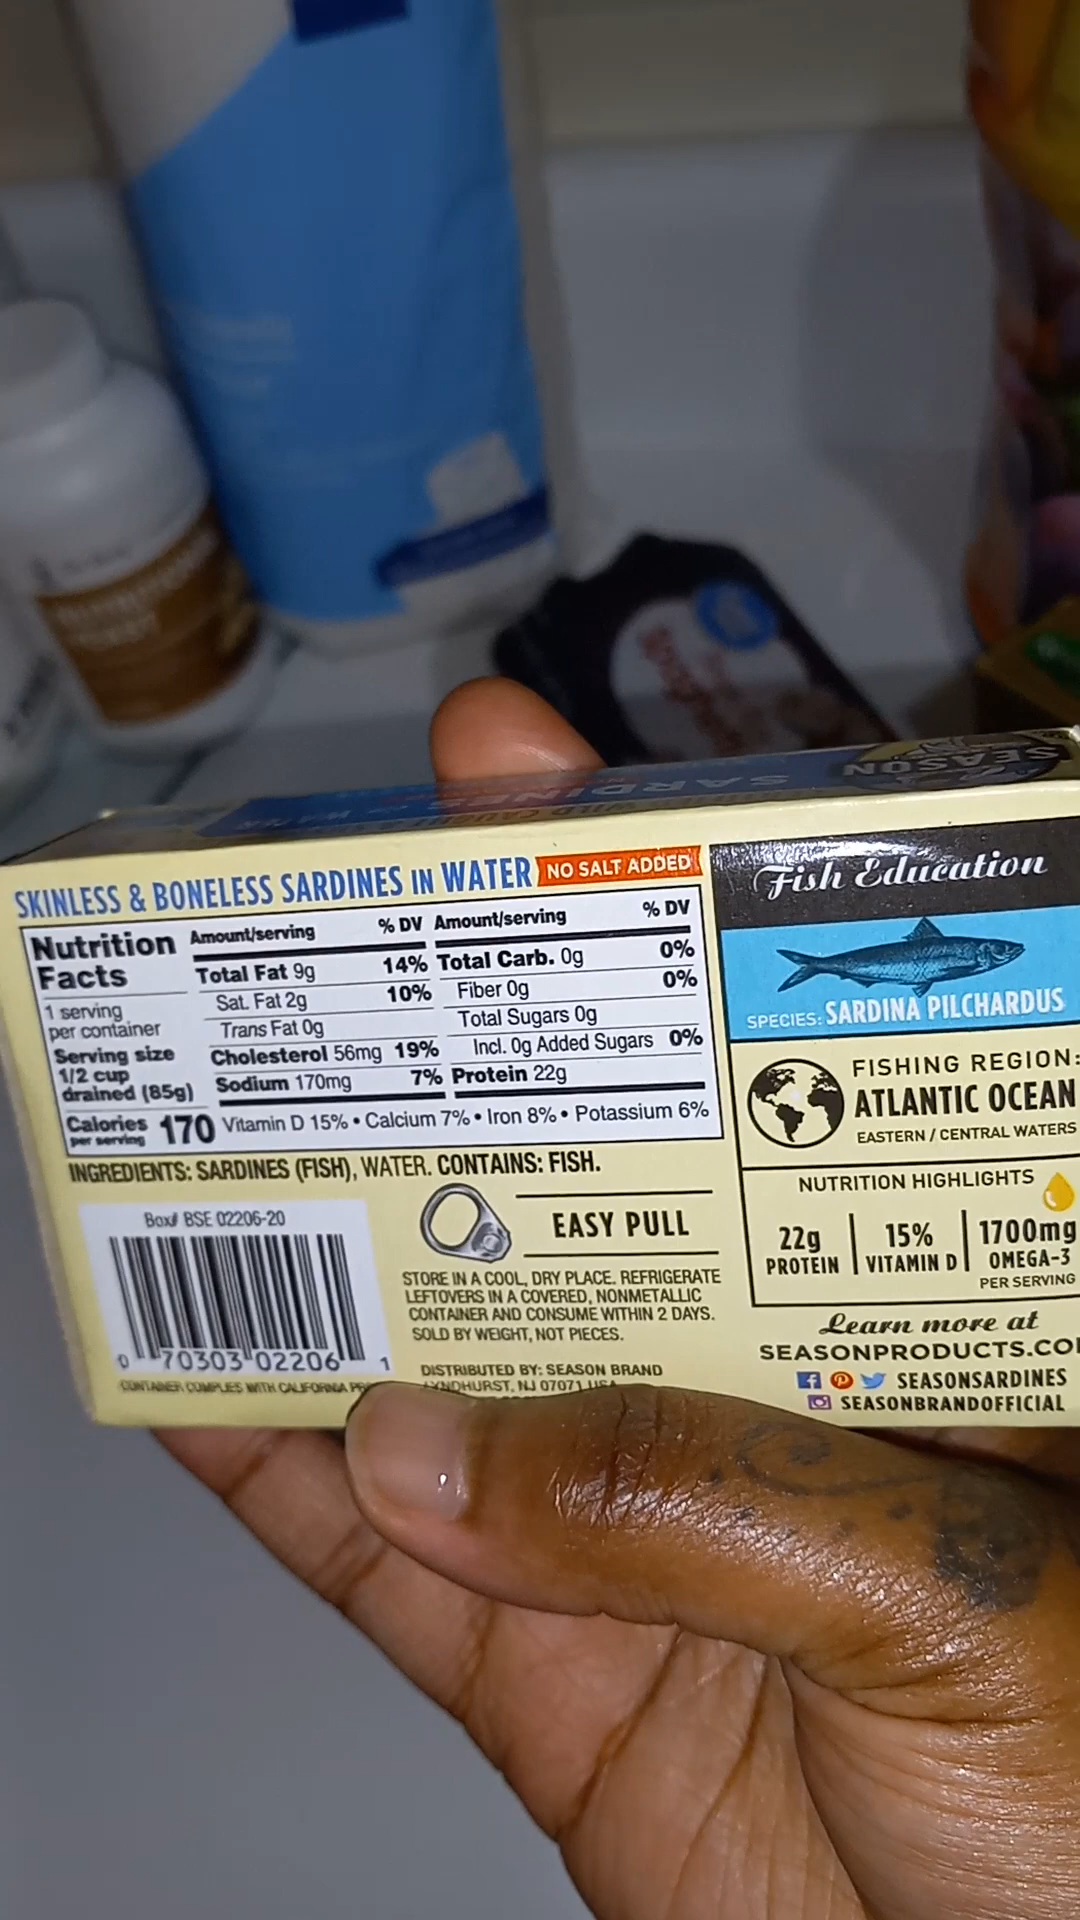 SEASON
SARDINES
SKINLESS & BONELESS SARDINES IN WATER NO SALT ADDED
Nutrition Facts
1 serving per container
Serving size 1/2 cup drained (85g)
Calories per serving 170
Amount/serving % DV
Total Fat 9g 14%
Sat. Fat 2g 10%
Trans Fat 0g
Cholesterol 56mg 19%
Sodium 170mg 7%
Amount/serving % DV
Total Carb. 0g 0%
Fiber 0g 0%
Total Sugars 0g
Incl. 0g Added Sugars 0%
Protein 22g
Vitamin D 15% • Calcium 7% • Iron 8% • Potassium 6%
INGREDIENTS: SARDINES (FISH), WATER. CONTAINS: FISH.
Box# BSE 02206-20
0 70303 02206 1
CONTAINER COMPLIES WITH CALIFORNIA
EASY PULL
STORE IN A COOL, DRY PLACE. REFRIGERATE
LEFTOVERS IN A COVERED, NONMETALLIC
CONTAINER AND CONSUME WITHIN 2 DAYS.
SOLD BY WEIGHT, NOT PIECES.
DISTRIBUTED BY: SEASON BRAND
LYNDHURST, NJ 07071 USA
Fish Education
SPECIES: SARDINA PILCHARDUS
FISHING REGION:
ATLANTIC OCEAN
EASTERN / CENTRAL WATERS
NUTRITION HIGHLIGHTS
22g PROTEIN
15% VITAMIN D
1700mg OMEGA-3 PER SERVING
Learn more at
SEASONPRODUCTS.CO
SEASONSARDINES
SEASONBRANDOFFICIAL